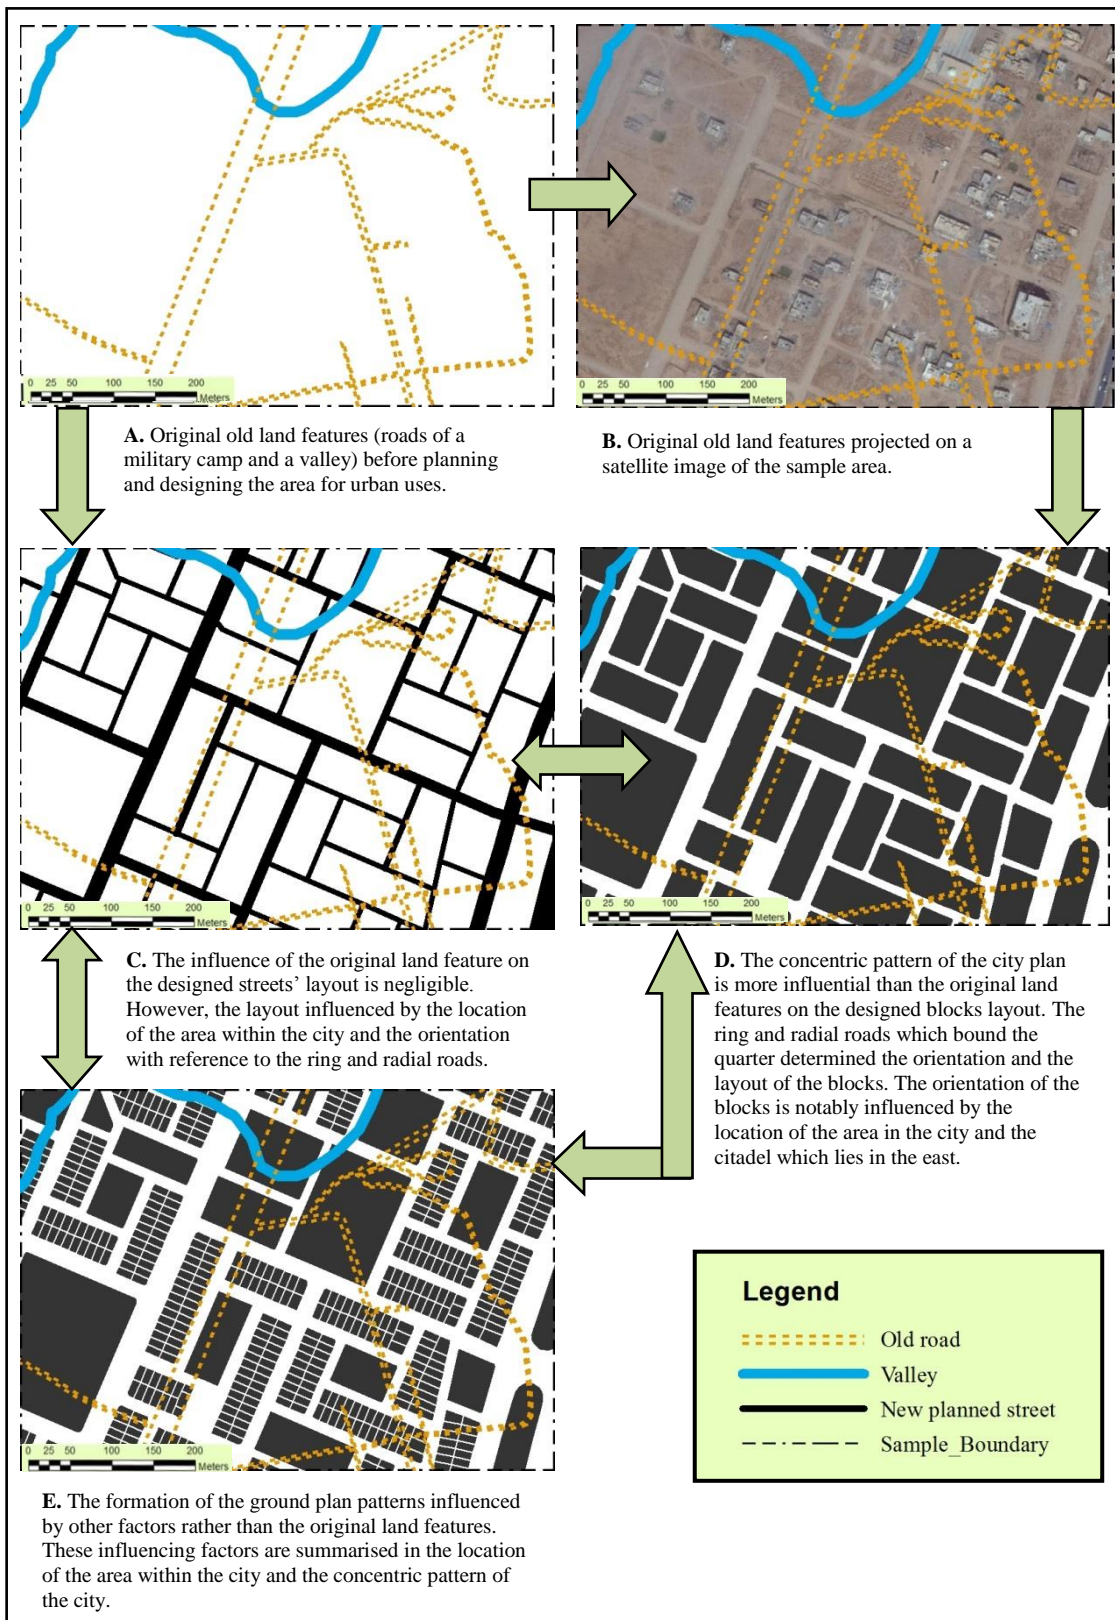 0 25 50 100 150 200
Meters
0 25 50 100 150 200
Meters
A. Original old land features (roads of a
military camp and a valley) before planning
and designing the area for urban uses.
B. Original old land features projected on a
satellite image of the sample area.
0 25 50 100 150 200
Meters
0 25 50 100 150 200
Meters
C. The influence of the original land feature on
the designed streets’ layout is negligible.
However, the layout influenced by the location
of the area within the city and the orientation
with reference to the ring and radial roads.
D. The concentric pattern of the city plan
is more influential than the original land
features on the designed blocks layout. The
ring and radial roads which bound the
quarter determined the orientation and the
layout of the blocks. The orientation of the
blocks is notably influenced by the
location of the area in the city and the
citadel which lies in the east.
0 25 50 100 150 200
Meters
Legend
Old road
Valley
New planned street
Sample_Boundary
E. The formation of the ground plan patterns influenced
by other factors rather than the original land features.
These influencing factors are summarised in the location
of the area within the city and the concentric pattern of
the city.